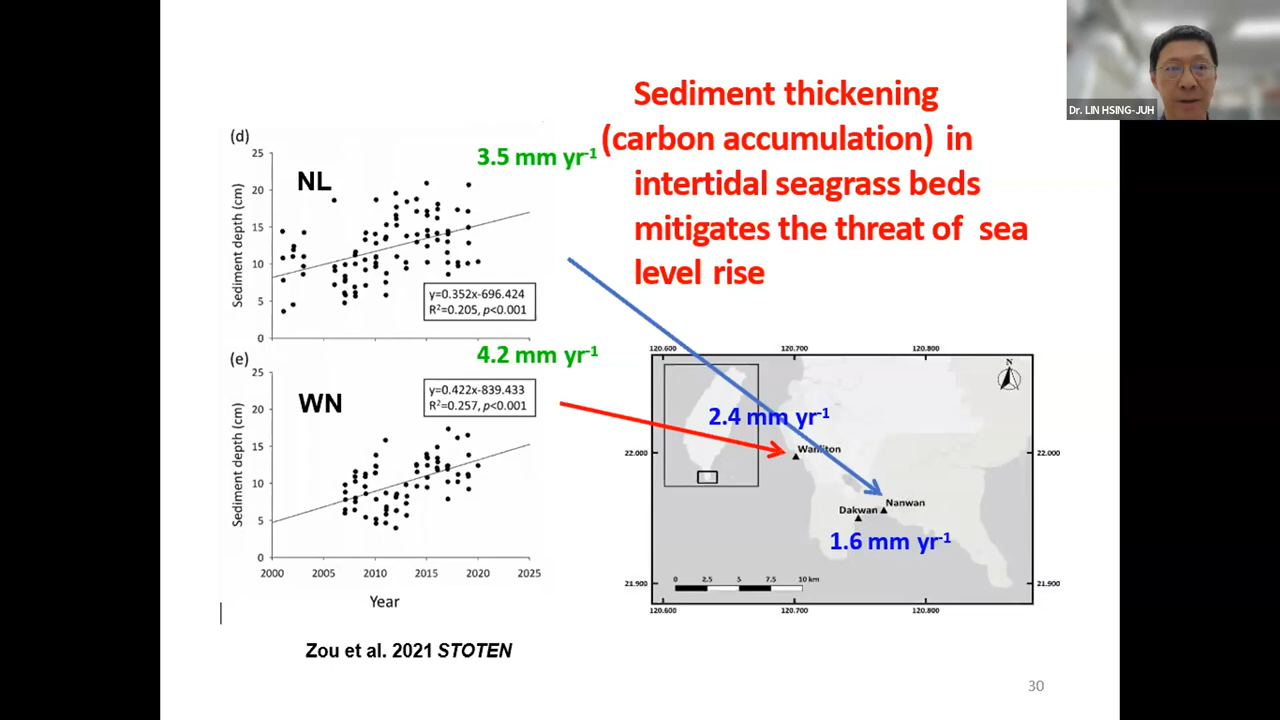 Sediment thickening
(carbon accumulation) in
intertidal seagrass beds
mitigates the threat of sea
level rise
Dr. LIN HSING-JUH
(d)
3.5 mm yr-1
NL
Sediment depth (cm)
25
20
15
10
5
0
y=0.352x-696.424
R2=0.205, p<0.001
(e)
4.2 mm yr-1
WN
Sediment depth (cm)
25
20
15
10
5
0
y=0.422x-839.433
R2=0.257, p<0.001
2000 2005 2010 2015 2020 2025
Year
120.600 120.700 120.800
N
2.4 mm yr-1
22.000 Wanliton 22.000
Nanwan
Dakwan
1.6 mm yr-1
0 2.5 5 7.5 10 km
21.900 21.900
120.600 120.700 120.800
Zou et al. 2021 STOTEN
30